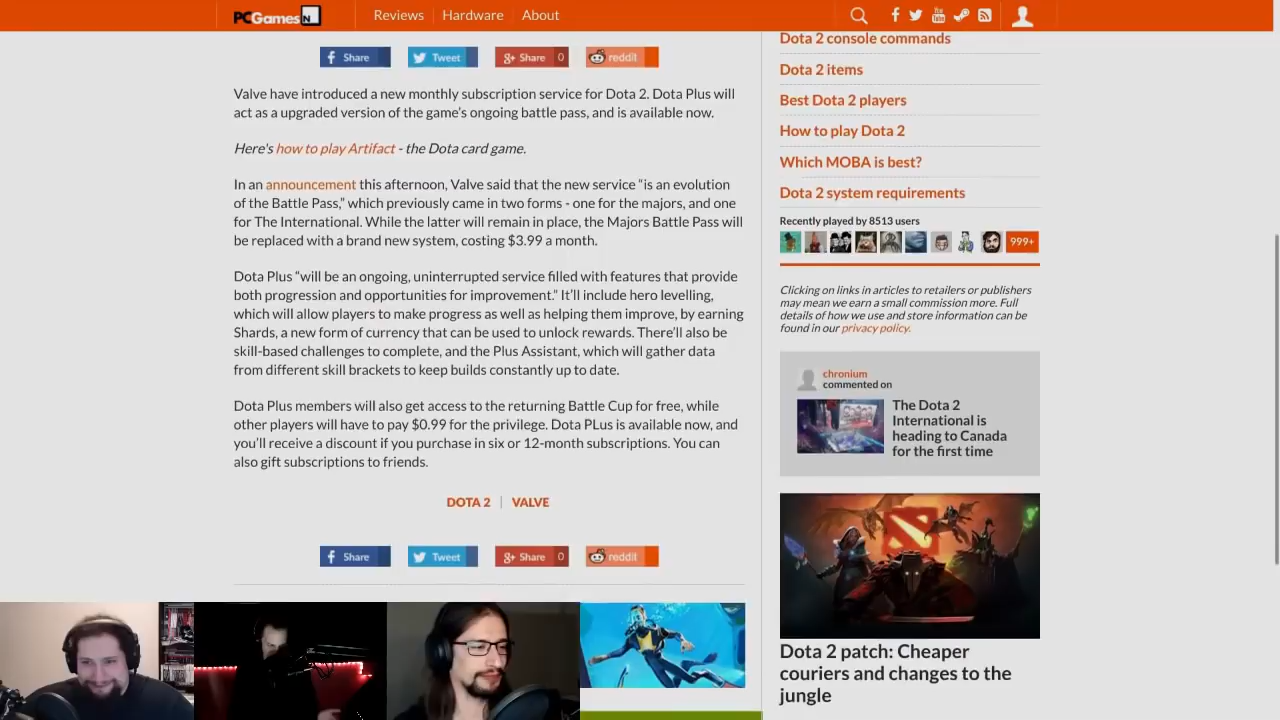 PCGamesN
Reviews
Hardware
About
Share
Tweet
Share 0
reddit
Valve have introduced a new monthly subscription service for Dota 2. Dota Plus will
act as a upgraded version of the game's ongoing battle pass, and is available now.
Here's how to play Artifact - the Dota card game.
In an announcement this afternoon, Valve said that the new service “is an evolution
of the Battle Pass,” which previously came in two forms - one for the majors, and one
for The International. While the latter will remain in place, the Majors Battle Pass will
be replaced with a brand new system, costing $3.99 a month.
Dota Plus “will be an ongoing, uninterrupted service filled with features that provide
both progression and opportunities for improvement.” It’ll include hero levelling,
which will allow players to make progress as well as helping them improve, by earning
Shards, a new form of currency that can be used to unlock rewards. There’ll also be
skill-based challenges to complete, and the Plus Assistant, which will gather data
from different skill brackets to keep builds constantly up to date.
Dota Plus members will also get access to the returning Battle Cup for free, while
other players will have to pay $0.99 for the privilege. Dota PLus is available now, and
you’ll receive a discount if you purchase in six or 12-month subscriptions. You can
also gift subscriptions to friends.
DOTA 2 | VALVE
Share
Tweet
Share 0
reddit
Dota 2 console commands
Dota 2 items
Best Dota 2 players
How to play Dota 2
Which MOBA is best?
Dota 2 system requirements
Recently played by 8513 users
999+
Clicking on links in articles to retailers or publishers
may mean we earn a small commission more. Full
details of how we use and store information can be
found in our privacy policy.
chronium
commented on
The Dota 2
International is
heading to Canada
for the first time
Dota 2 patch: Cheaper
couriers and changes to the
jungle